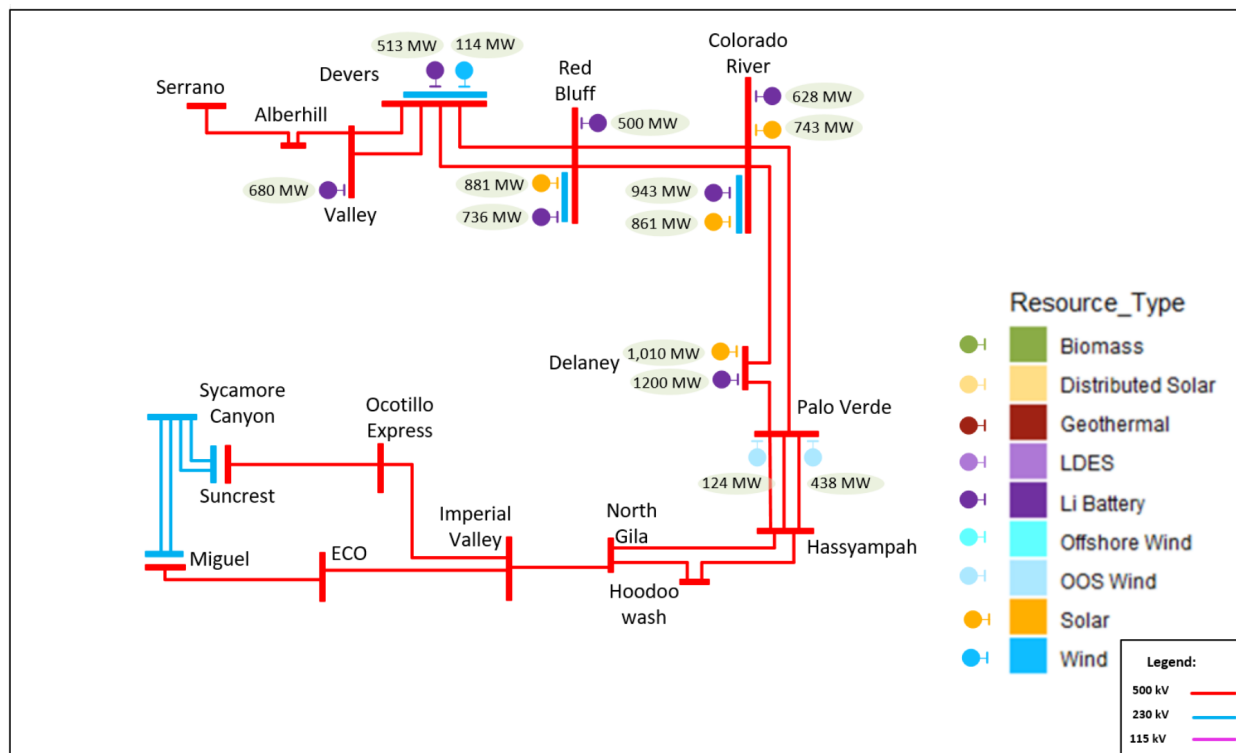 513 MW
114 MW
Devers
Serrano
Alberhill
Red
Bluff
Colorado
River
500 MW
628 MW
743 MW
680 MW
Valley
881 MW
736 MW
943 MW
861 MW
Delaney
1,010 MW
1200 MW
Sycamore
Canyon
Ocotillo
Express
Suncrest
Palo Verde
124 MW
438 MW
Imperial
Valley
North
Gila
Hassyampah
Miguel
ECO
Hoodoo
wash
Resource_Type
Biomass
Distributed Solar
Geothermal
LDES
Li Battery
Offshore Wind
OOS Wind
Solar
Wind
Legend:
500 kV
230 kV
115 kV